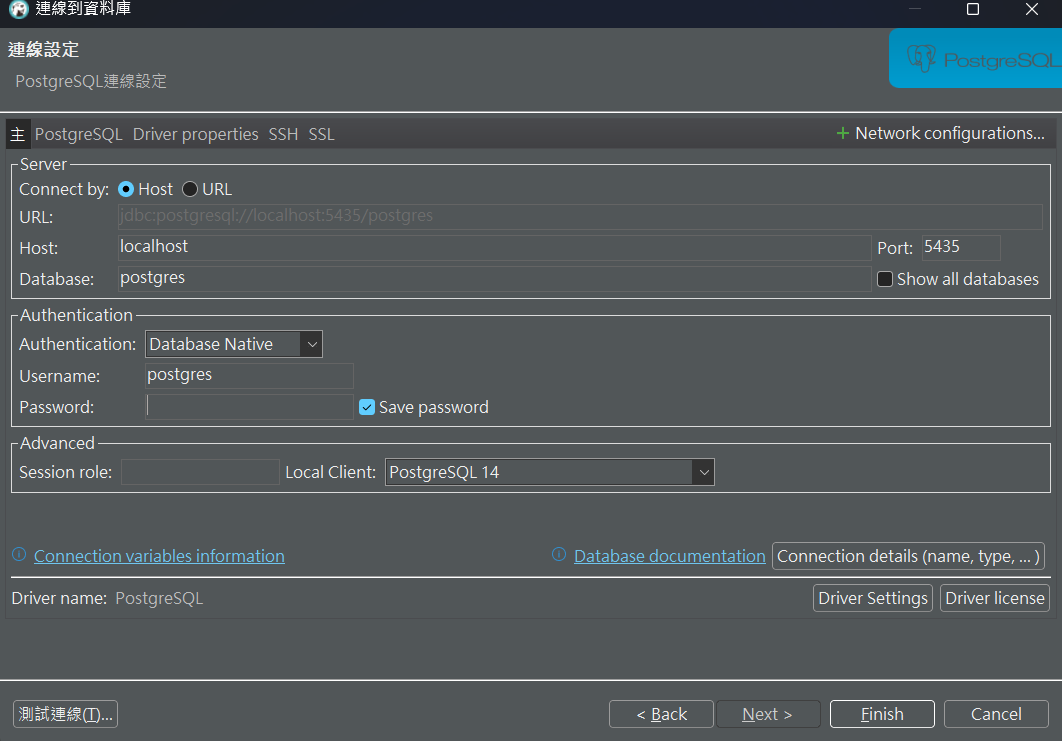 連線到資料庫
連線設定
PostgreSQL連線設定
PostgreSQL
主 PostgreSQL Driver properties SSH SSL + Network configurations...
Server
Connect by: Host URL
URL: jdbc:postgresql://localhost:5435/postgres
Host: localhost Port: 5435
Database: postgres Show all databases
Authentication
Authentication: Database Native
Username: postgres
Password: Save password
Advanced
Session role: Local Client: PostgreSQL 14
Connection variables information Database documentation Connection details (name, type, ... )
Driver name: PostgreSQL Driver Settings Driver license
測試連線(T)... < Back Next > Finish Cancel